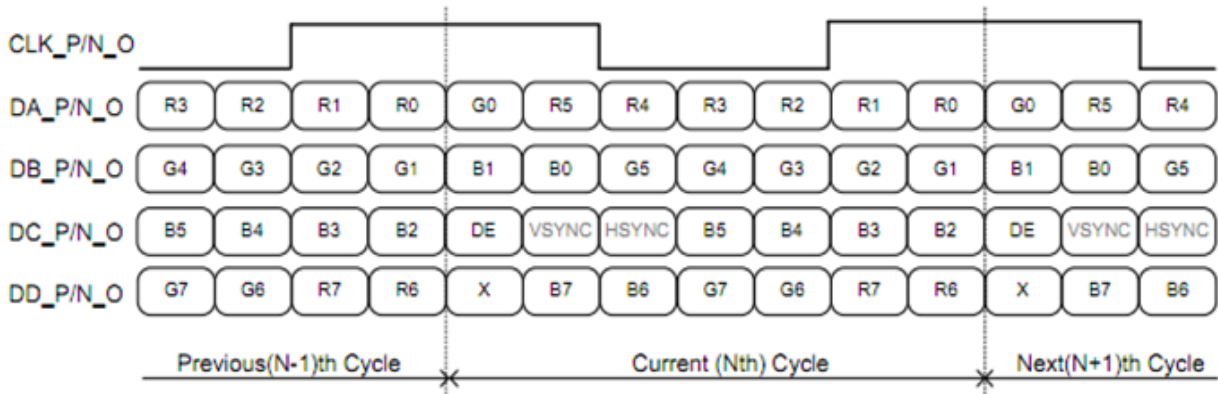 CLK_P/N_O
DA_P/N_O R3 R2 R1 R0 G0 R5 R4 R3 R2 R1 R0 G0 R5 R4
DB_P/N_O G4 G3 G2 G1 B1 B0 G5 G4 G3 G2 G1 B1 B0 G5
DC_P/N_O B5 B4 B3 B2 DE VSYNC HSYNC B5 B4 B3 B2 DE VSYNC HSYNC
DD_P/N_O G7 G6 R7 R6 X B7 B6 G7 G6 R7 R6 X B7 B6
Previous(N-1)th Cycle Current (Nth) Cycle Next(N+1)th Cycle